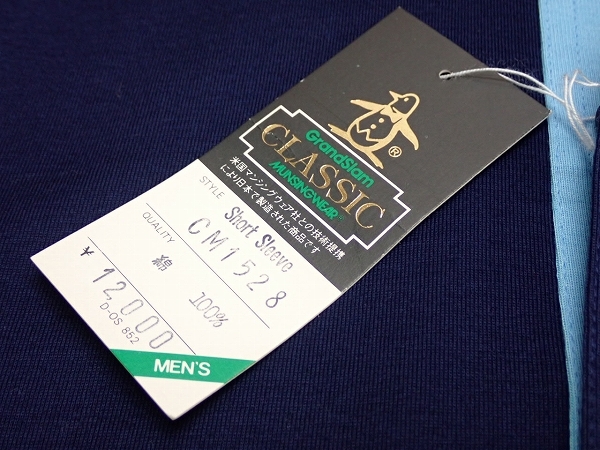 ®
GrandSlam
CLASSIC
MUNSINGWEAR
米国マンシングウェア社との技術提携
により日本で製造された商品です
STYLE Short Sleeve
CM1528
QUALITY 綿 100%
¥ 12,000
D-OS 852
MEN'S